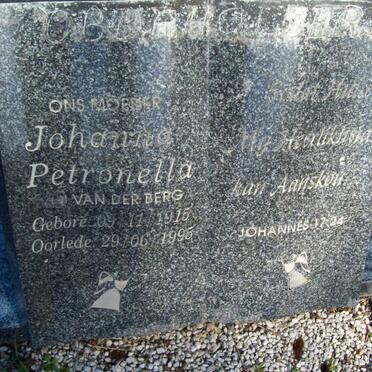 ONS MOEDER
Johanna
Petronella
VAN DER BERG
Gebore 09/11/1915
Oorlede 29/06/1995
My Heerlikheid
kan Aanskou
JOHANNES 17:24